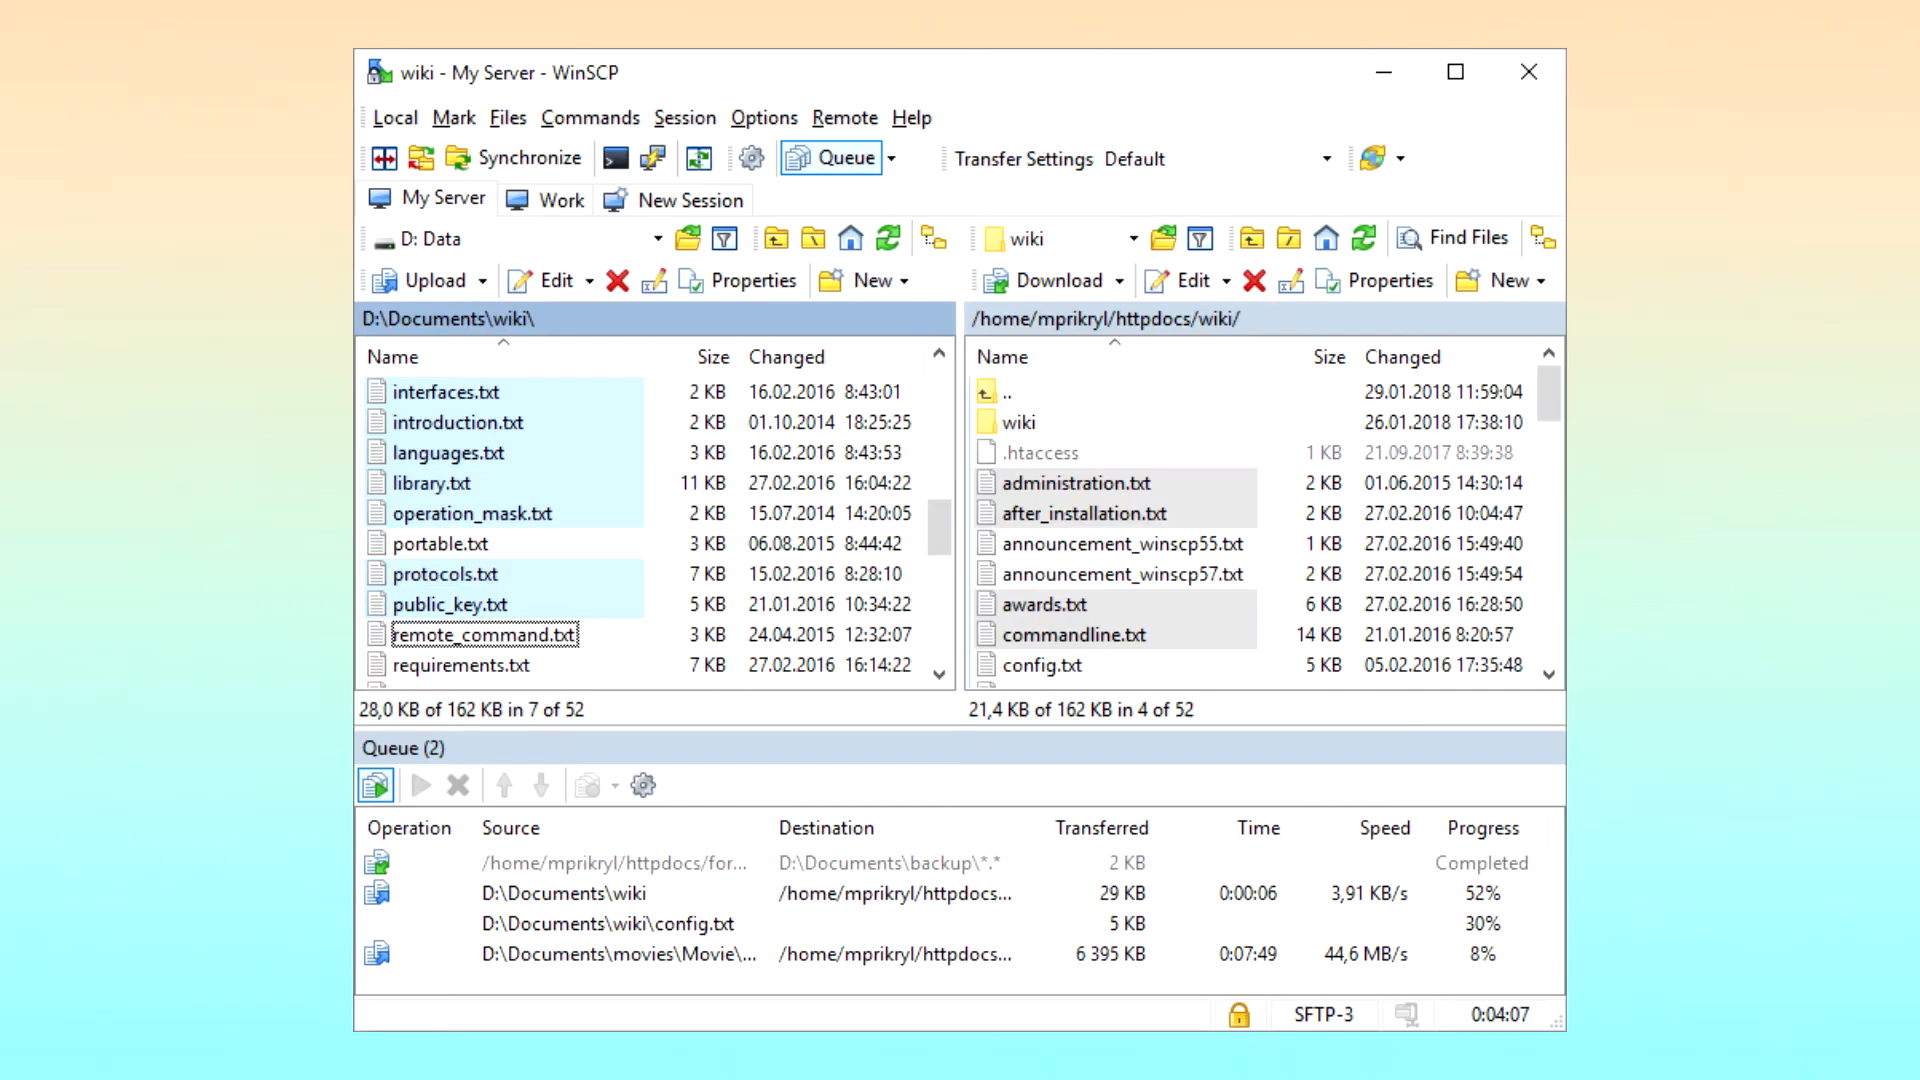 wiki - My Server - WinSCP
Local Mark Files Commands Session Options Remote Help
Synchronize Queue Transfer Settings Default
My Server Work New Session
D: Data wiki Find Files
Upload Edit Properties New Download Edit Properties New
D:\Documents\wiki\ /home/mprikryl/httpdocs/wiki/
Name Size Changed Name Size Changed
interfaces.txt 2 KB 16.02.2016 8:43:01 .. 29.01.2018 11:59:04
introduction.txt 2 KB 01.10.2014 18:25:25 wiki 26.01.2018 17:38:10
languages.txt 3 KB 16.02.2016 8:43:53 .htaccess 1 KB 21.09.2017 8:39:38
library.txt 11 KB 27.02.2016 16:04:22 administration.txt 2 KB 01.06.2015 14:30:14
operation_mask.txt 2 KB 15.07.2014 14:20:05 after_installation.txt 2 KB 27.02.2016 10:04:47
portable.txt 3 KB 06.08.2015 8:44:42 announcement_winscp55.txt 1 KB 27.02.2016 15:49:40
protocols.txt 7 KB 15.02.2016 8:28:10 announcement_winscp57.txt 2 KB 27.02.2016 15:49:54
public_key.txt 5 KB 21.01.2016 10:34:22 awards.txt 6 KB 27.02.2016 16:28:50
remote_command.txt 3 KB 24.04.2015 12:32:07 commandline.txt 14 KB 21.01.2016 8:20:57
requirements.txt 7 KB 27.02.2016 16:14:22 config.txt 5 KB 05.02.2016 17:35:48
28,0 KB of 162 KB in 7 of 52 21,4 KB of 162 KB in 4 of 52
Queue (2)
Operation Source Destination Transferred Time Speed Progress
/home/mprikryl/httpdocs/for... D:\Documents\backup\*.* 2 KB Completed
D:\Documents\wiki /home/mprikryl/httpdocs... 29 KB 0:00:06 3,91 KB/s 52%
D:\Documents\wiki\config.txt 5 KB 30%
D:\Documents\movies\Movie\... /home/mprikryl/httpdocs... 6 395 KB 0:07:49 44,6 MB/s 8%
SFTP-3 0:04:07